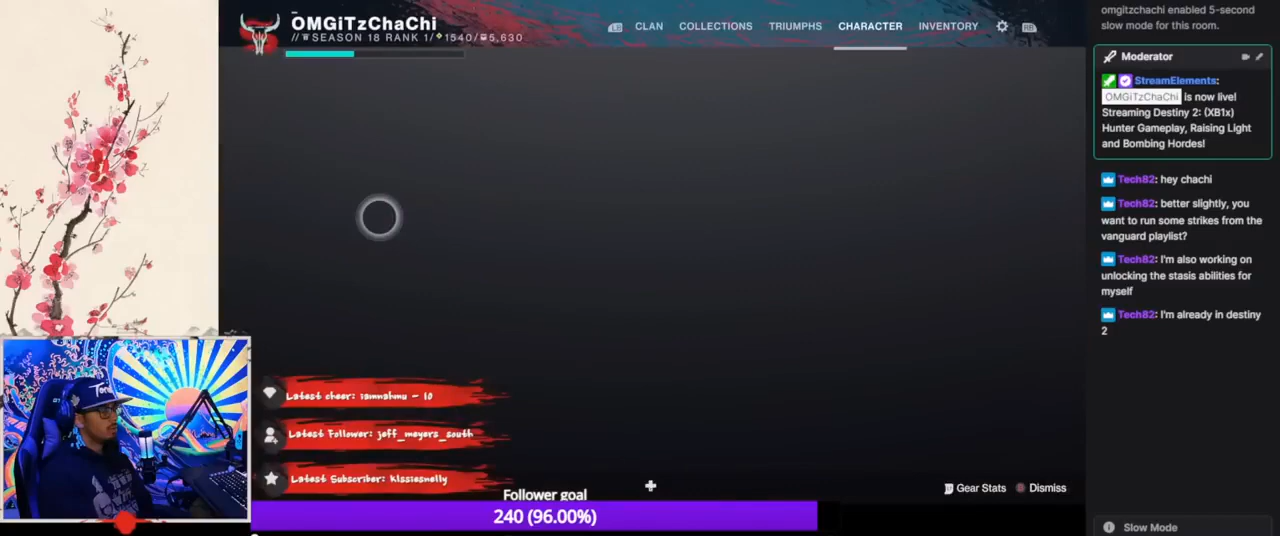 OMGiTzChaChi
// SEASON 18 RANK 1/ 1540/ 5,630
CLAN
COLLECTIONS
TRIUMPHS
CHARACTER
INVENTORY
RB
omgitzchachi enabled 5-second
slow mode for this room.
Moderator
StreamElements:
OMGiTzChaChi is now live!
Streaming Destiny 2: (XB1x)
Hunter Gameplay, Raising Light
and Bombing Hordes!
Tech82: hey chachi
Tech82: better slightly, you
want to run some strikes from the
vanguard playlist?
Tech82: I'm also working on
unlocking the stasis abilities for
myself
Tech82: I'm already in destiny
2
Latest cheer: iamnahmu - 10
Latest Follower: jeff_meyers_south
Latest Subscriber: kissiesnelly
Follower goal
240 (96.00%)
Gear Stats
Dismiss
Slow Mode